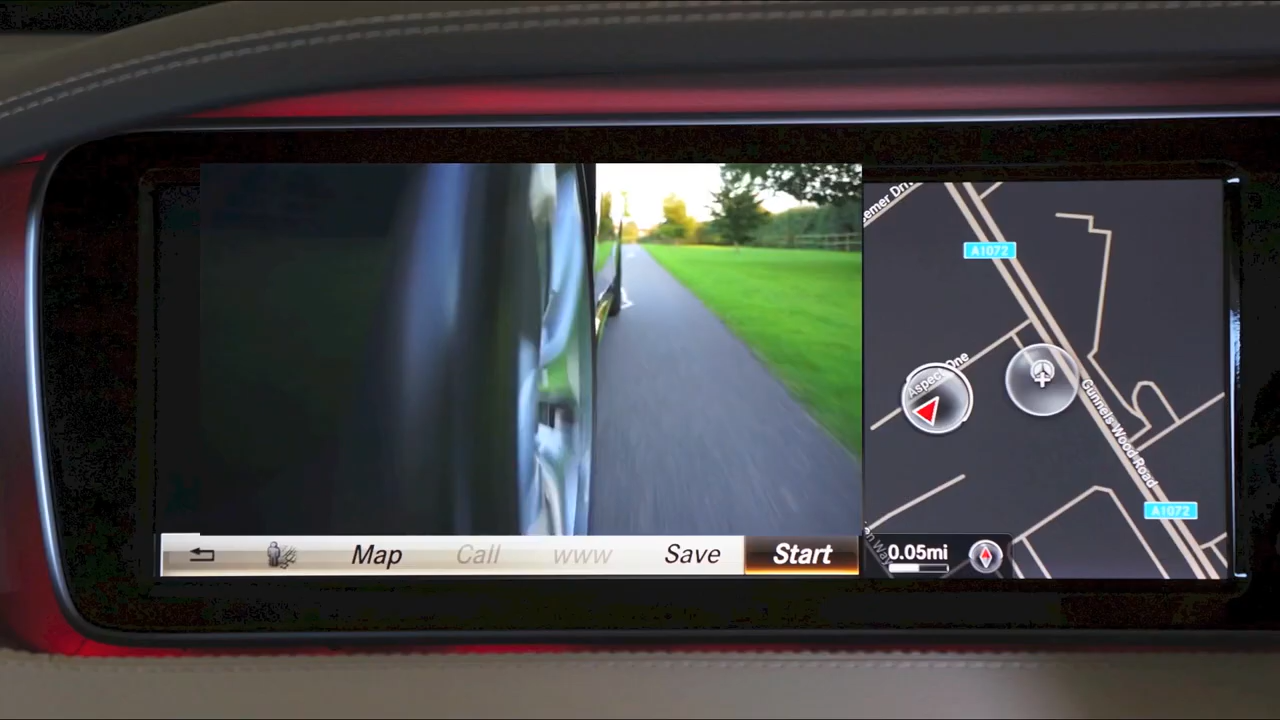 A1072
Aspect One
Gunnels Wood Road
A1072
0.05mi
Map Call www Save Start